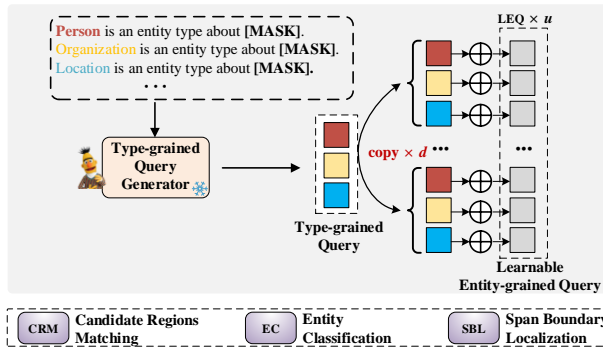 Person is an entity type about [MASK].
Organization is an entity type about [MASK].
Location is an entity type about [MASK].
...
Type-grained
Query
Generator
Type-grained
Query
copy × d
LEQ × u
...
...
Learnable
Entity-grained Query
CRM
Candidate Regions
Matching
EC
Entity
Classification
SBL
Span Boundary
Localization